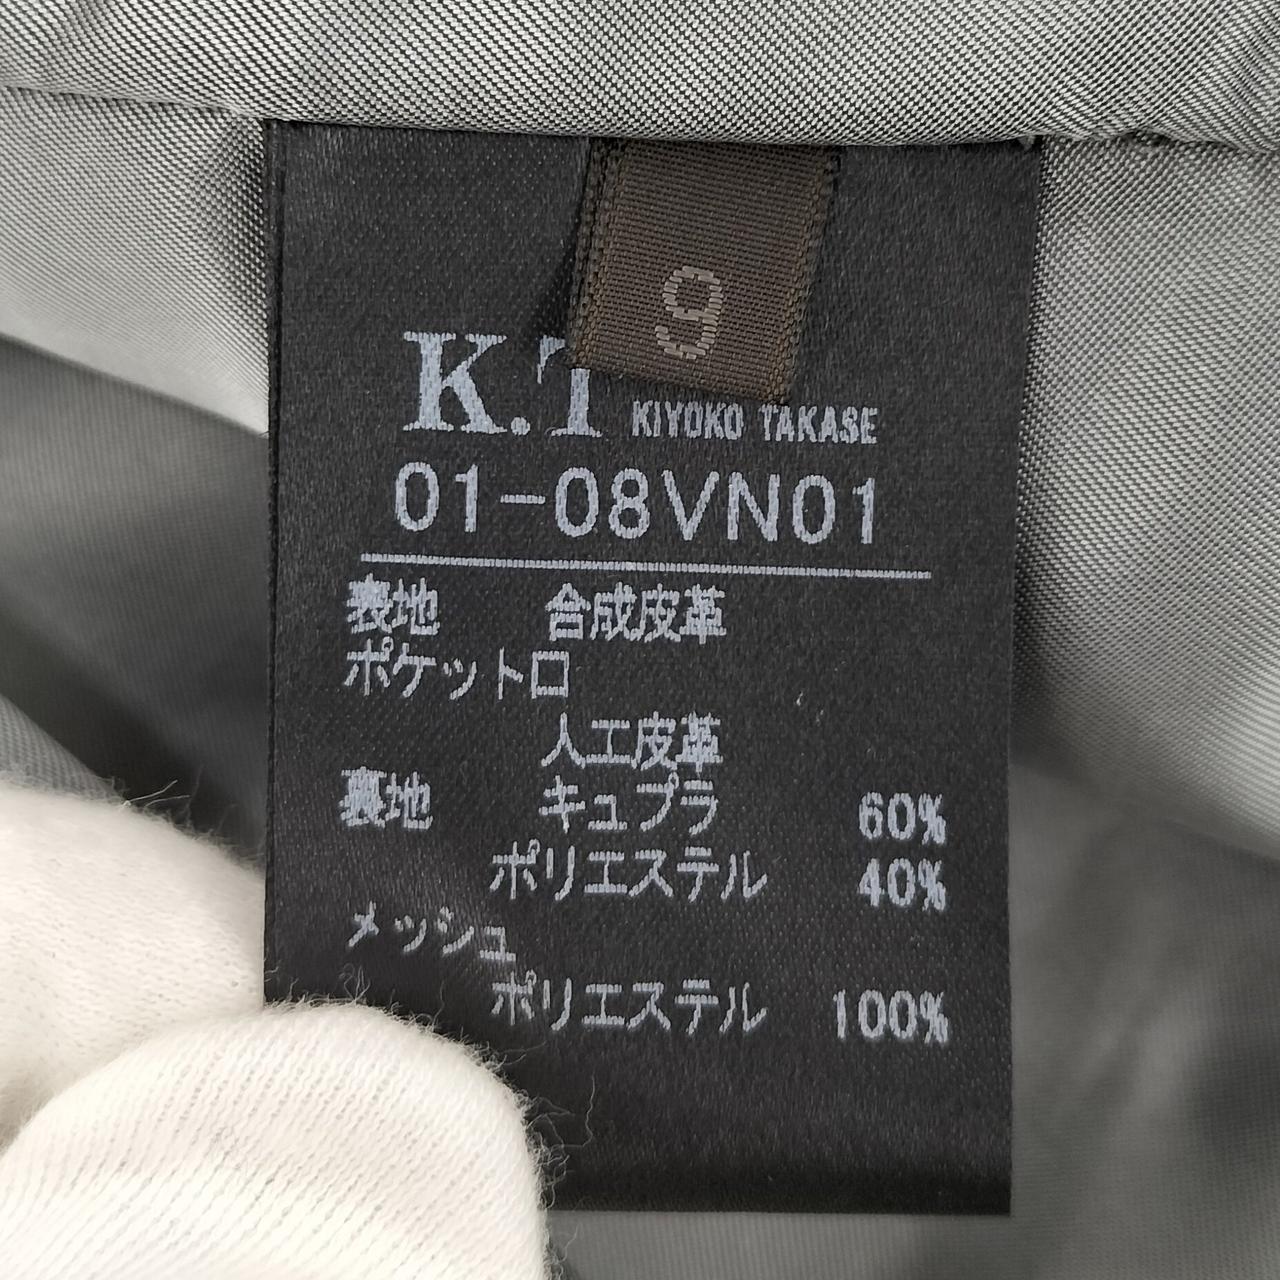 9
K.T KIYOKO TAKASE
01-08VN01
表地 合成皮革
ポケット口
人工皮革
裏地 キュプラ 60%
ポリエステル 40%
メッシュ
ポリエステル 100%